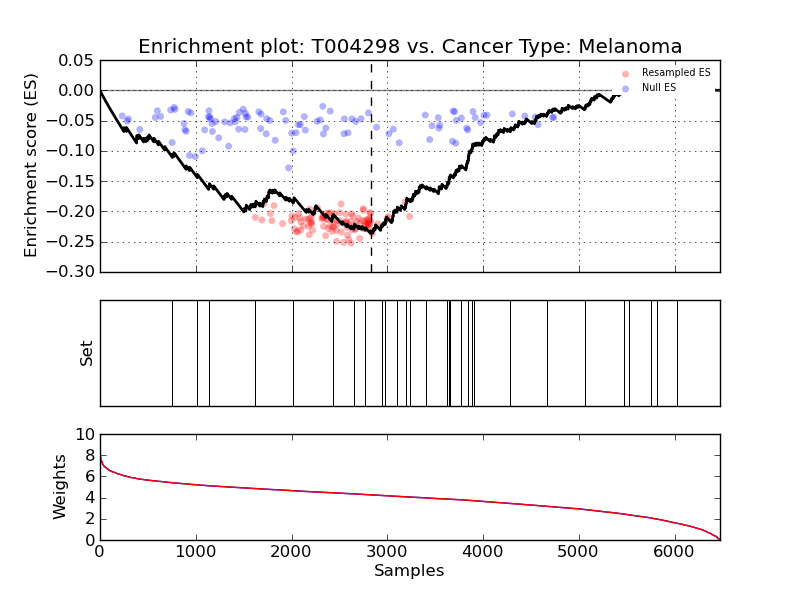 Enrichment plot: T004298 vs. Cancer Type: Melanoma
Enrichment score (ES)
0.05
0.00
−0.05
−0.10
−0.15
−0.20
−0.25
−0.30
Resampled ES
Null ES
Set
Weights
10
8
6
4
2
0
0 1000 2000 3000 4000 5000 6000
Samples